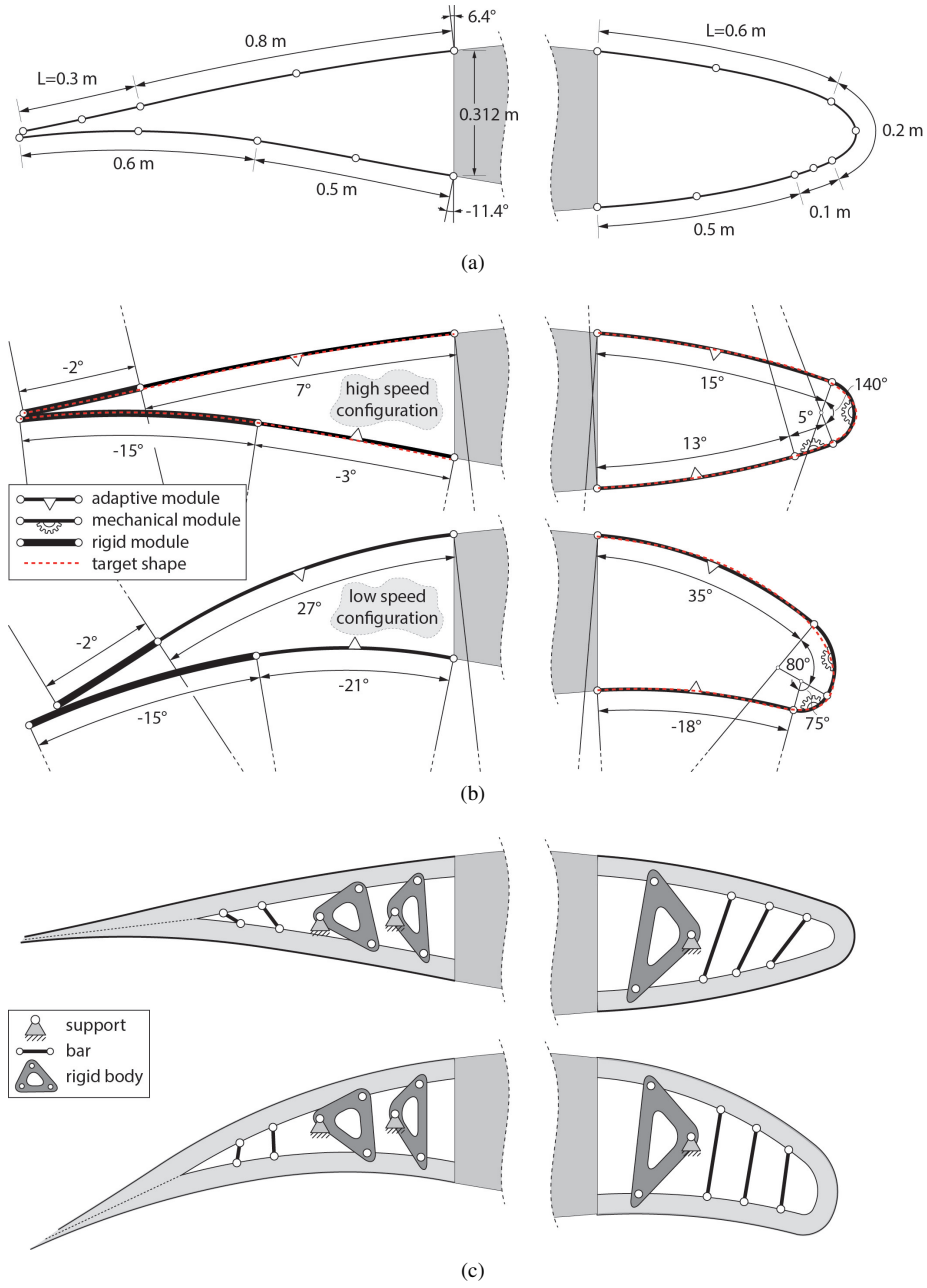 6.4°
0.8 m
L=0.6 m
L=0.3 m
0.312 m
0.2 m
0.6 m
0.5 m
-11.4°
0.1 m
0.5 m
(a)
-2°
7°
high speed
configuration
15°
140°
5°
13°
-15°
-3°
adaptive module
mechanical module
rigid module
target shape
-2°
27°
low speed
configuration
35°
80°
-15°
-21°
-18°
75°
(b)
support
bar
rigid body
(c)